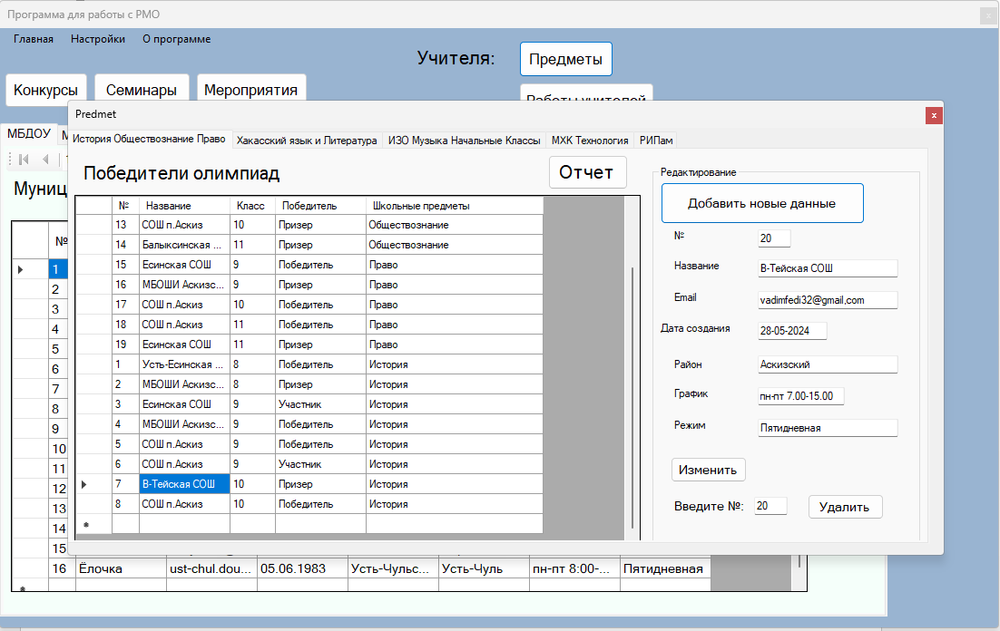 Программа для работы с РМО
Главная Настройки О программе
Учителя: Предметы
Конкурсы Семинары Мероприятия
Работы учителей
Predmet
МБДОУ
История Обществознание Право Хакасский язык и Литература ИЗО Музыка Начальные Классы МХК Технология РИПам
Победители олимпиад Отчет
Редактирование
Добавить новые данные
№ Название Класс Победитель Школьные предметы
13 СОШ п.Аскиз 10 Призер Обществознание
14 Балыксинская ... 11 Призер Обществознание
15 Есинская СОШ 9 Победитель Право
16 МБОШИ Аскизс... 9 Призер Право
17 СОШ п.Аскиз 10 Победитель Право
18 СОШ п.Аскиз 11 Победитель Право
19 Есинская СОШ 11 Призер Право
1 Усть-Есинская ... 8 Победитель История
2 МБОШИ Аскизс... 8 Призер История
3 Есинская СОШ 9 Участник История
4 МБОШИ Аскизс... 9 Победитель История
5 СОШ п.Аскиз 9 Победитель История
6 СОШ п.Аскиз 9 Участник История
7 В-Тейская СОШ 10 Призер История
8 СОШ п.Аскиз 10 Победитель История
№ 20
Название В-Тейская СОШ
Email vadimfedi32@gmail,com
Дата создания 28-05-2024
Район Аскизский
График пн-пт 7.00-15.00
Режим Пятидневная
Изменить
Введите №: 20 Удалить
Муниц
№
1
2
3
4
5
6
7
8
9
10
11
12
13
14
15
16 Ёлочка ust-chul.dou... 05.06.1983 Усть-Чульс... Усть-Чуль пн-пт 8:00-... Пятидневная